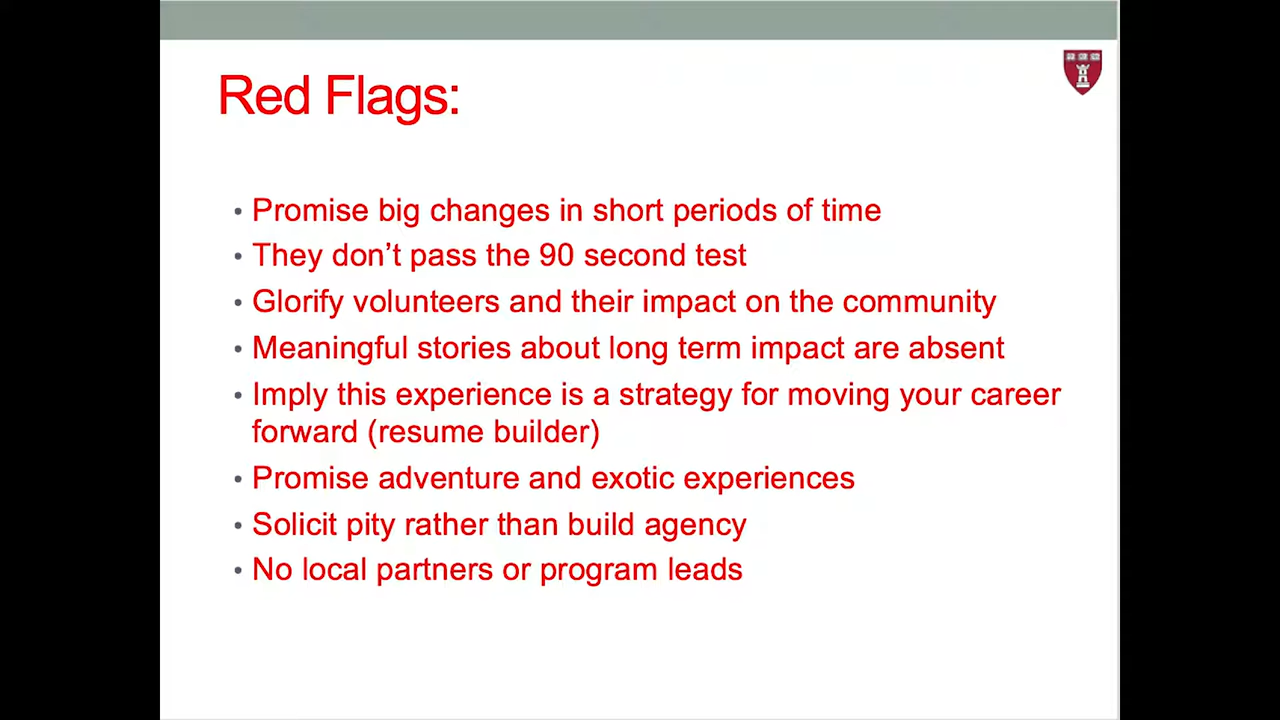 Red Flags:
• Promise big changes in short periods of time
• They don’t pass the 90 second test
• Glorify volunteers and their impact on the community
• Meaningful stories about long term impact are absent
• Imply this experience is a strategy for moving your career
forward (resume builder)
• Promise adventure and exotic experiences
• Solicit pity rather than build agency
• No local partners or program leads